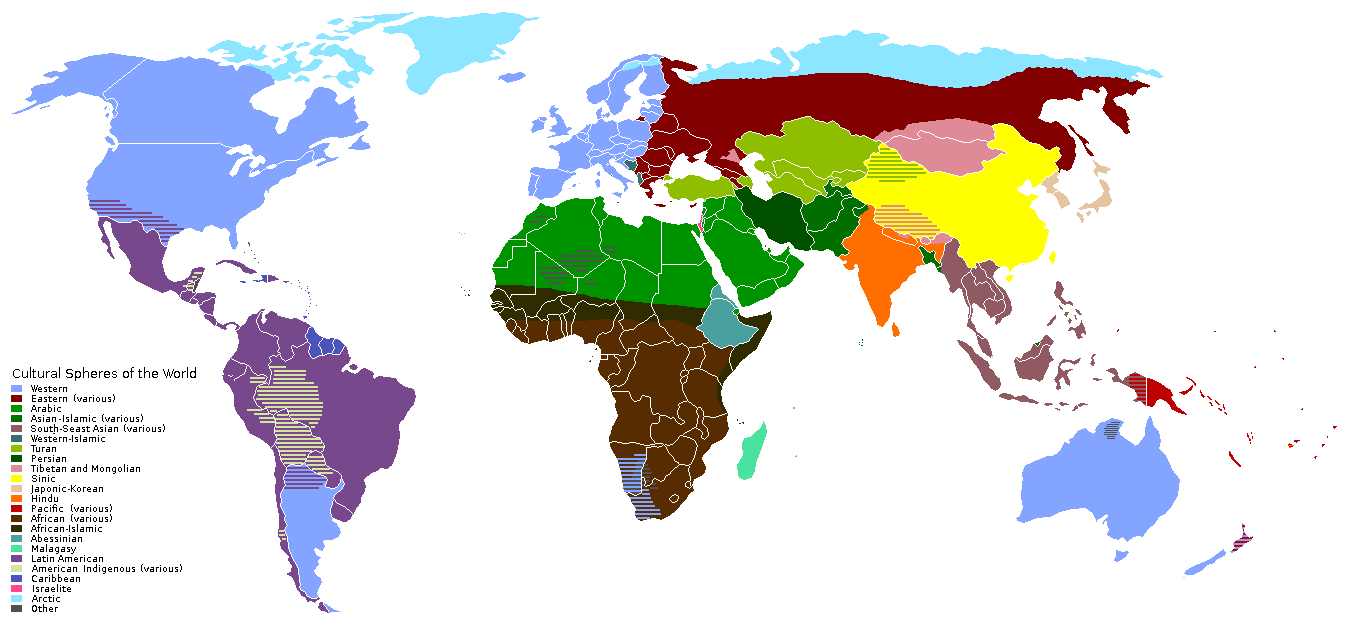 Cultural Spheres of the World
Western
Eastern (various)
Arabic
Asian-Islamic (various)
South-Seast Asian (various)
Western-Islamic
Turan
Persian
Tibetan and Mongolian
Sinic
Japonic-Korean
Hindu
Pacific (various)
African (various)
African-Islamic
Abessinian
Malagasy
Latin American
American Indigenous (various)
Caribbean
Israelite
Arctic
Other